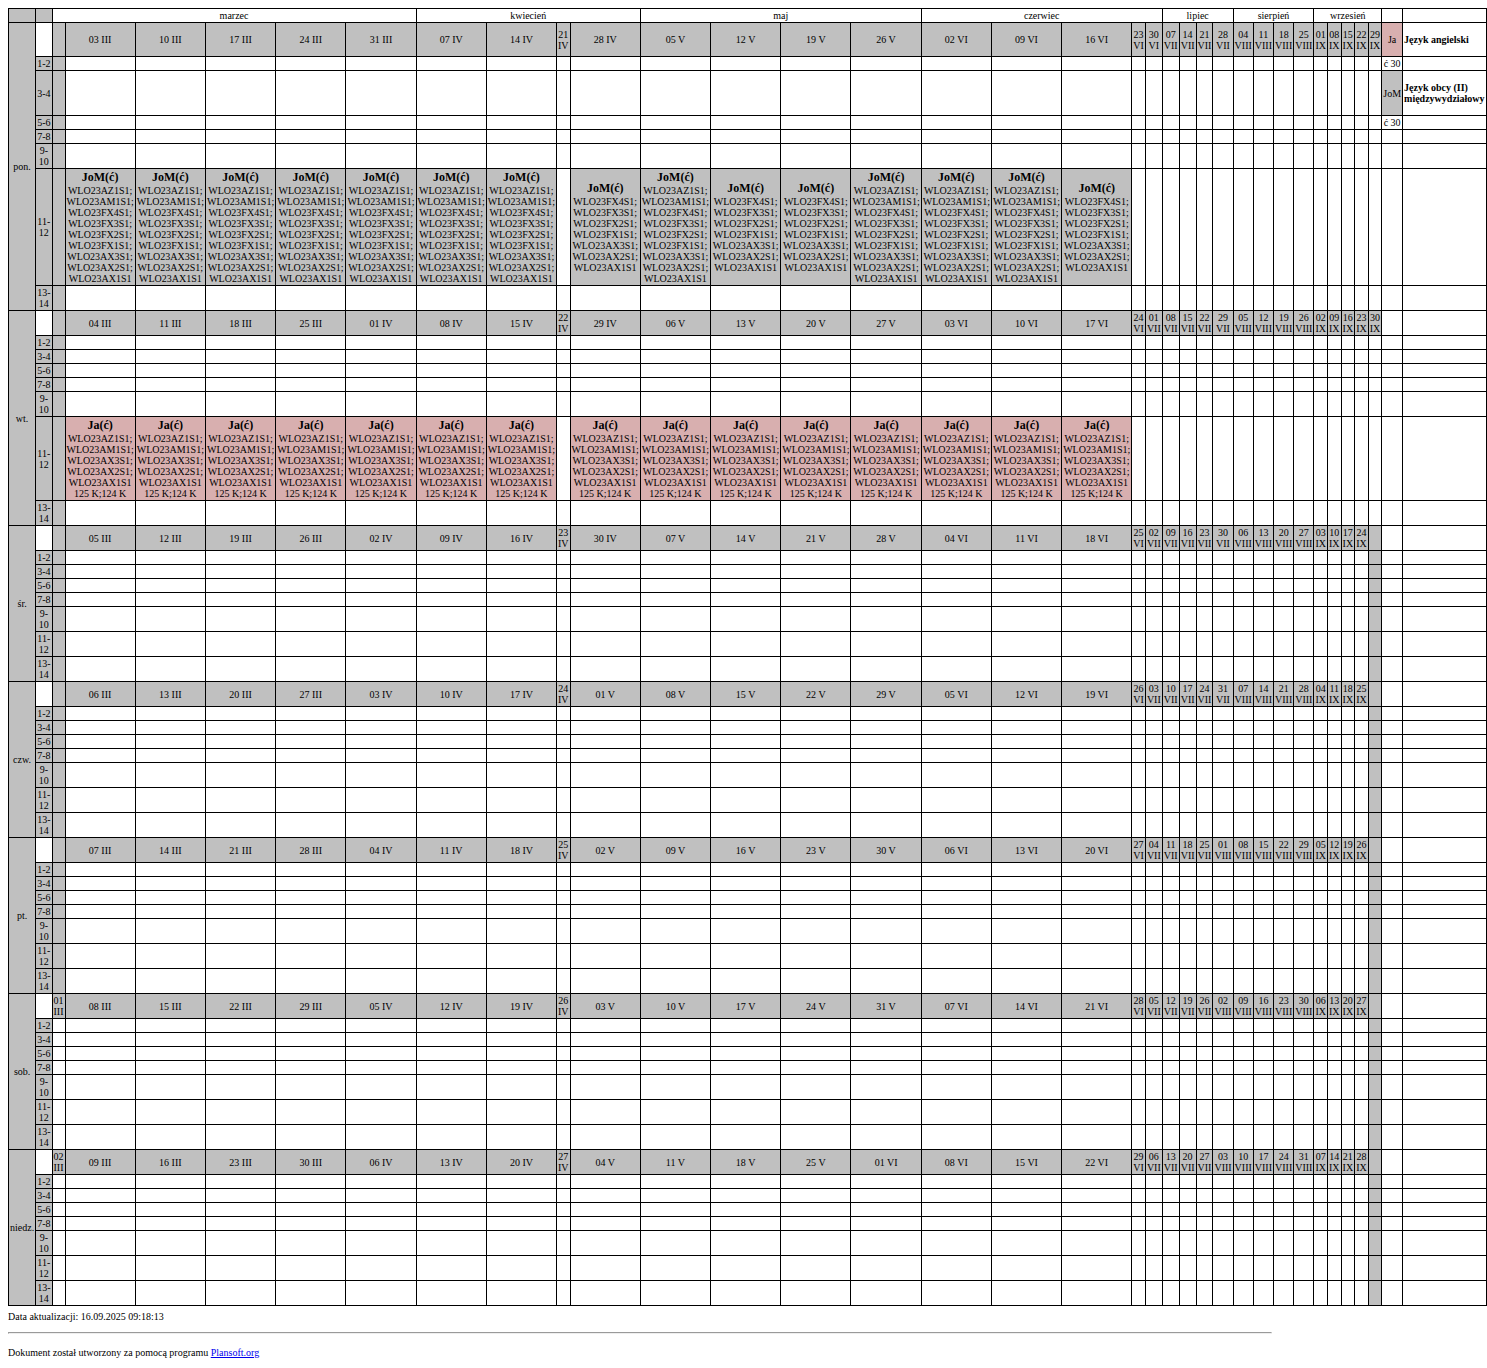 marzec kwiecień maj czerwiec lipiec sierpień wrzesień
pon. 03 III 10 III 17 III 24 III 31 III 07 IV 14 IV 21 IV 28 IV 05 V 12 V 19 V 26 V 02 VI 09 VI 16 VI 23 VI 30 VI 07 VII 14 VII 21 VII 28 VII 04 VIII 11 VIII 18 VIII 25 VIII 01 IX 08 IX 15 IX 22 IX 29 IX Ja Język angielski
1-2 ć 30
3-4 JoM Język obcy (II) międzywydziałowy
5-6 ć 30
7-8
9-10
11-12 JoM(ć) JoM(ć) JoM(ć) JoM(ć) JoM(ć) JoM(ć) JoM(ć) JoM(ć) JoM(ć) JoM(ć) JoM(ć) JoM(ć) JoM(ć) JoM(ć) JoM(ć)
WLO23AZ1S1; WLO23AZ1S1; WLO23AZ1S1; WLO23AZ1S1; WLO23AZ1S1; WLO23AZ1S1; WLO23AZ1S1; WLO23AZ1S1; WLO23AZ1S1; WLO23AZ1S1; WLO23AZ1S1;
WLO23AM1S1; WLO23AM1S1; WLO23AM1S1; WLO23AM1S1; WLO23AM1S1; WLO23AM1S1; WLO23AM1S1; WLO23FX4S1; WLO23AM1S1; WLO23FX4S1; WLO23FX4S1; WLO23AM1S1; WLO23AM1S1; WLO23AM1S1; WLO23FX4S1;
WLO23FX4S1; WLO23FX4S1; WLO23FX4S1; WLO23FX4S1; WLO23FX4S1; WLO23FX4S1; WLO23FX4S1; WLO23FX3S1; WLO23FX4S1; WLO23FX3S1; WLO23FX3S1; WLO23FX4S1; WLO23FX4S1; WLO23FX4S1; WLO23FX3S1;
WLO23FX3S1; WLO23FX3S1; WLO23FX3S1; WLO23FX3S1; WLO23FX3S1; WLO23FX3S1; WLO23FX3S1; WLO23FX2S1; WLO23FX3S1; WLO23FX2S1; WLO23FX2S1; WLO23FX3S1; WLO23FX3S1; WLO23FX3S1; WLO23FX2S1;
WLO23FX2S1; WLO23FX2S1; WLO23FX2S1; WLO23FX2S1; WLO23FX2S1; WLO23FX2S1; WLO23FX2S1; WLO23FX1S1; WLO23FX2S1; WLO23FX1S1; WLO23FX1S1; WLO23FX2S1; WLO23FX2S1; WLO23FX2S1; WLO23FX1S1;
WLO23FX1S1; WLO23FX1S1; WLO23FX1S1; WLO23FX1S1; WLO23FX1S1; WLO23FX1S1; WLO23FX1S1; WLO23AX3S1; WLO23FX1S1; WLO23AX3S1; WLO23AX3S1; WLO23FX1S1; WLO23FX1S1; WLO23FX1S1; WLO23AX3S1;
WLO23AX3S1; WLO23AX3S1; WLO23AX3S1; WLO23AX3S1; WLO23AX3S1; WLO23AX3S1; WLO23AX3S1; WLO23AX2S1; WLO23AX3S1; WLO23AX2S1; WLO23AX2S1; WLO23AX3S1; WLO23AX3S1; WLO23AX3S1; WLO23AX2S1;
WLO23AX2S1; WLO23AX2S1; WLO23AX2S1; WLO23AX2S1; WLO23AX2S1; WLO23AX2S1; WLO23AX2S1; WLO23AX1S1 WLO23AX2S1; WLO23AX1S1 WLO23AX1S1 WLO23AX2S1; WLO23AX2S1; WLO23AX2S1; WLO23AX1S1
WLO23AX1S1 WLO23AX1S1 WLO23AX1S1 WLO23AX1S1 WLO23AX1S1 WLO23AX1S1 WLO23AX1S1 WLO23AX1S1 WLO23AX1S1 WLO23AX1S1 WLO23AX1S1
13-14
wt. 04 III 11 III 18 III 25 III 01 IV 08 IV 15 IV 22 IV 29 IV 06 V 13 V 20 V 27 V 03 VI 10 VI 17 VI 24 VI 01 VII 08 VII 15 VII 22 VII 29 VII 05 VIII 12 VIII 19 VIII 26 VIII 02 IX 09 IX 16 IX 23 IX 30 IX
1-2
3-4
5-6
7-8
9-10
11-12 Ja(ć) Ja(ć) Ja(ć) Ja(ć) Ja(ć) Ja(ć) Ja(ć) Ja(ć) Ja(ć) Ja(ć) Ja(ć) Ja(ć) Ja(ć) Ja(ć) Ja(ć)
WLO23AZ1S1; WLO23AZ1S1; WLO23AZ1S1; WLO23AZ1S1; WLO23AZ1S1; WLO23AZ1S1; WLO23AZ1S1; WLO23AZ1S1; WLO23AZ1S1; WLO23AZ1S1; WLO23AZ1S1; WLO23AZ1S1; WLO23AZ1S1; WLO23AZ1S1; WLO23AZ1S1;
WLO23AM1S1; WLO23AM1S1; WLO23AM1S1; WLO23AM1S1; WLO23AM1S1; WLO23AM1S1; WLO23AM1S1; WLO23AM1S1; WLO23AM1S1; WLO23AM1S1; WLO23AM1S1; WLO23AM1S1; WLO23AM1S1; WLO23AM1S1; WLO23AM1S1;
WLO23AX3S1; WLO23AX3S1; WLO23AX3S1; WLO23AX3S1; WLO23AX3S1; WLO23AX3S1; WLO23AX3S1; WLO23AX3S1; WLO23AX3S1; WLO23AX3S1; WLO23AX3S1; WLO23AX3S1; WLO23AX3S1; WLO23AX3S1; WLO23AX3S1;
WLO23AX2S1; WLO23AX2S1; WLO23AX2S1; WLO23AX2S1; WLO23AX2S1; WLO23AX2S1; WLO23AX2S1; WLO23AX2S1; WLO23AX2S1; WLO23AX2S1; WLO23AX2S1; WLO23AX2S1; WLO23AX2S1; WLO23AX2S1; WLO23AX2S1;
WLO23AX1S1 WLO23AX1S1 WLO23AX1S1 WLO23AX1S1 WLO23AX1S1 WLO23AX1S1 WLO23AX1S1 WLO23AX1S1 WLO23AX1S1 WLO23AX1S1 WLO23AX1S1 WLO23AX1S1 WLO23AX1S1 WLO23AX1S1 WLO23AX1S1
125 K;124 K 125 K;124 K 125 K;124 K 125 K;124 K 125 K;124 K 125 K;124 K 125 K;124 K 125 K;124 K 125 K;124 K 125 K;124 K 125 K;124 K 125 K;124 K 125 K;124 K 125 K;124 K 125 K;124 K
13-14
śr. 05 III 12 III 19 III 26 III 02 IV 09 IV 16 IV 23 IV 30 IV 07 V 14 V 21 V 28 V 04 VI 11 VI 18 VI 25 VI 02 VII 09 VII 16 VII 23 VII 30 VII 06 VIII 13 VIII 20 VIII 27 VIII 03 IX 10 IX 17 IX 24 IX
1-2
3-4
5-6
7-8
9-10
11-12
13-14
czw. 06 III 13 III 20 III 27 III 03 IV 10 IV 17 IV 24 IV 01 V 08 V 15 V 22 V 29 V 05 VI 12 VI 19 VI 26 VI 03 VII 10 VII 17 VII 24 VII 31 VII 07 VIII 14 VIII 21 VIII 28 VIII 04 IX 11 IX 18 IX 25 IX
1-2
3-4
5-6
7-8
9-10
11-12
13-14
pt. 07 III 14 III 21 III 28 III 04 IV 11 IV 18 IV 25 IV 02 V 09 V 16 V 23 V 30 V 06 VI 13 VI 20 VI 27 VI 04 VII 11 VII 18 VII 25 VII 01 VIII 08 VIII 15 VIII 22 VIII 29 VIII 05 IX 12 IX 19 IX 26 IX
1-2
3-4
5-6
7-8
9-10
11-12
13-14
sob. 01 III 08 III 15 III 22 III 29 III 05 IV 12 IV 19 IV 26 IV 03 V 10 V 17 V 24 V 31 V 07 VI 14 VI 21 VI 28 VI 05 VII 12 VII 19 VII 26 VII 02 VIII 09 VIII 16 VIII 23 VIII 30 VIII 06 IX 13 IX 20 IX 27 IX
1-2
3-4
5-6
7-8
9-10
11-12
13-14
niedz. 02 III 09 III 16 III 23 III 30 III 06 IV 13 IV 20 IV 27 IV 04 V 11 V 18 V 25 V 01 VI 08 VI 15 VI 22 VI 29 VI 06 VII 13 VII 20 VII 27 VII 03 VIII 10 VIII 17 VIII 24 VIII 31 VIII 07 IX 14 IX 21 IX 28 IX
1-2
3-4
5-6
7-8
9-10
11-12
13-14
Data aktualizacji: 16.09.2025 09:18:13
Dokument został utworzony za pomocą programu Plansoft.org